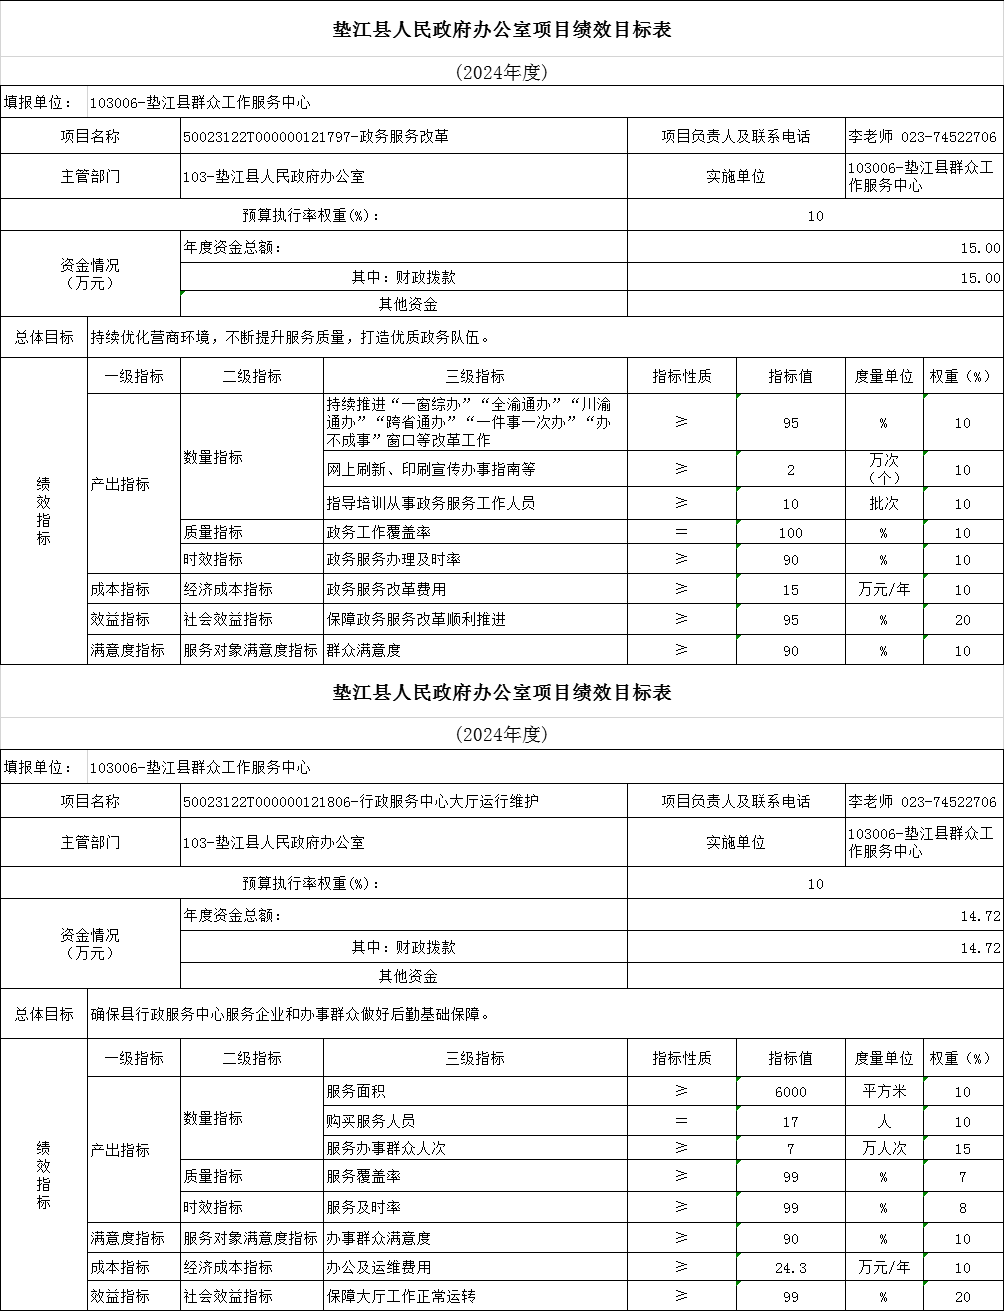 垫江县人民政府办公室项目绩效目标表
(2024年度)
填报单位： 103006-垫江县群众工作服务中心
项目名称 50023122T000000121797-政务服务改革 项目负责人及联系电话 李老师 023-74522706
主管部门 103-垫江县人民政府办公室 实施单位 103006-垫江县群众工
作服务中心
预算执行率权重(%)： 10
资金情况
（万元）
年度资金总额： 15.00
其中：财政拨款 15.00
其他资金
总体目标 持续优化营商环境，不断提升服务质量，打造优质政务队伍。
绩
效
指
标
一级指标 二级指标 三级指标 指标性质 指标值 度量单位 权重（%）
产出指标 数量指标
持续推进“一窗综办”“全渝通办”“川渝
通办”“跨省通办”“一件事一次办”“办
不成事”窗口等改革工作
≥ 95 % 10
网上刷新、印刷宣传办事指南等 ≥ 2 万次
（个） 10
指导培训从事政务服务工作人员 ≥ 10 批次 10
质量指标 政务工作覆盖率 ＝ 100 % 10
时效指标 政务服务办理及时率 ≥ 90 % 10
成本指标 经济成本指标 政务服务改革费用 ≥ 15 万元/年 10
效益指标 社会效益指标 保障政务服务改革顺利推进 ≥ 95 % 20
满意度指标 服务对象满意度指标 群众满意度 ≥ 90 % 10
垫江县人民政府办公室项目绩效目标表
(2024年度)
填报单位： 103006-垫江县群众工作服务中心
项目名称 50023122T000000121806-行政服务中心大厅运行维护 项目负责人及联系电话 李老师 023-74522706
主管部门 103-垫江县人民政府办公室 实施单位 103006-垫江县群众工
作服务中心
预算执行率权重(%)： 10
资金情况
（万元）
年度资金总额： 14.72
其中：财政拨款 14.72
其他资金
总体目标 确保县行政服务中心服务企业和办事群众做好后勤基础保障。
绩
效
指
标
一级指标 二级指标 三级指标 指标性质 指标值 度量单位 权重（%）
产出指标 数量指标
服务面积 ≥ 6000 平方米 10
购买服务人员 ＝ 17 人 10
服务办事群众人次 ≥ 7 万人次 15
质量指标 服务覆盖率 ≥ 99 % 7
时效指标 服务及时率 ≥ 99 % 8
满意度指标 服务对象满意度指标 办事群众满意度 ≥ 90 % 10
成本指标 经济成本指标 办公及运维费用 ≥ 24.3 万元/年 10
效益指标 社会效益指标 保障大厅工作正常运转 ≥ 99 % 20